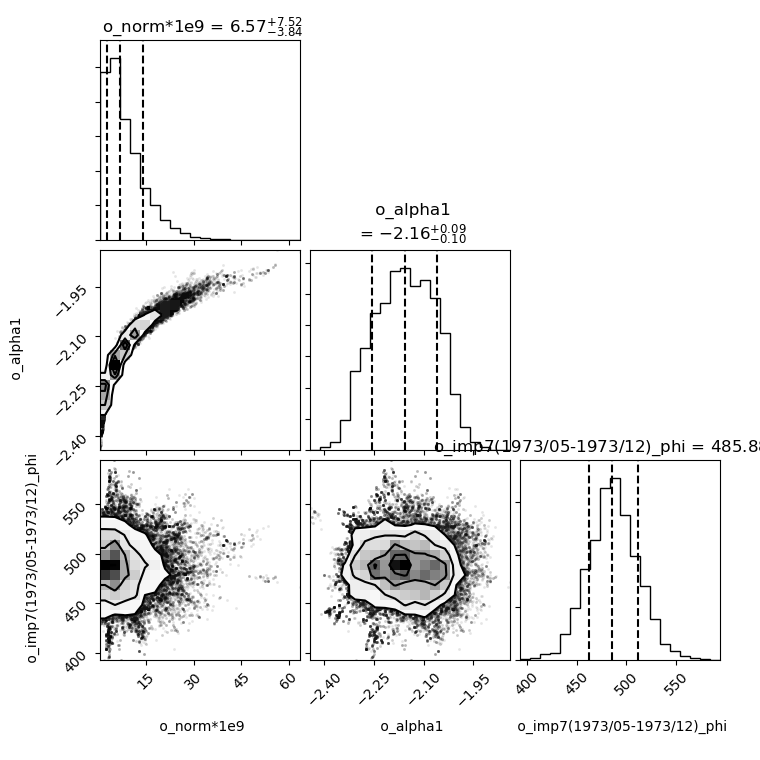 o_norm*1e9 = 6.57+7.52−3.84
o_alpha1
= −2.16+0.09−0.10
o_imp7(1973/05-1973/12)_phi = 485.88
o_alpha1
−1.95
−2.10
−2.25
−2.40
o_imp7(1973/05-1973/12)_phi
550
500
450
400
15
30
45
60
−2.40
−2.25
−2.10
−1.95
400
450
500
550
o_norm*1e9
o_alpha1
o_imp7(1973/05-1973/12)_phi